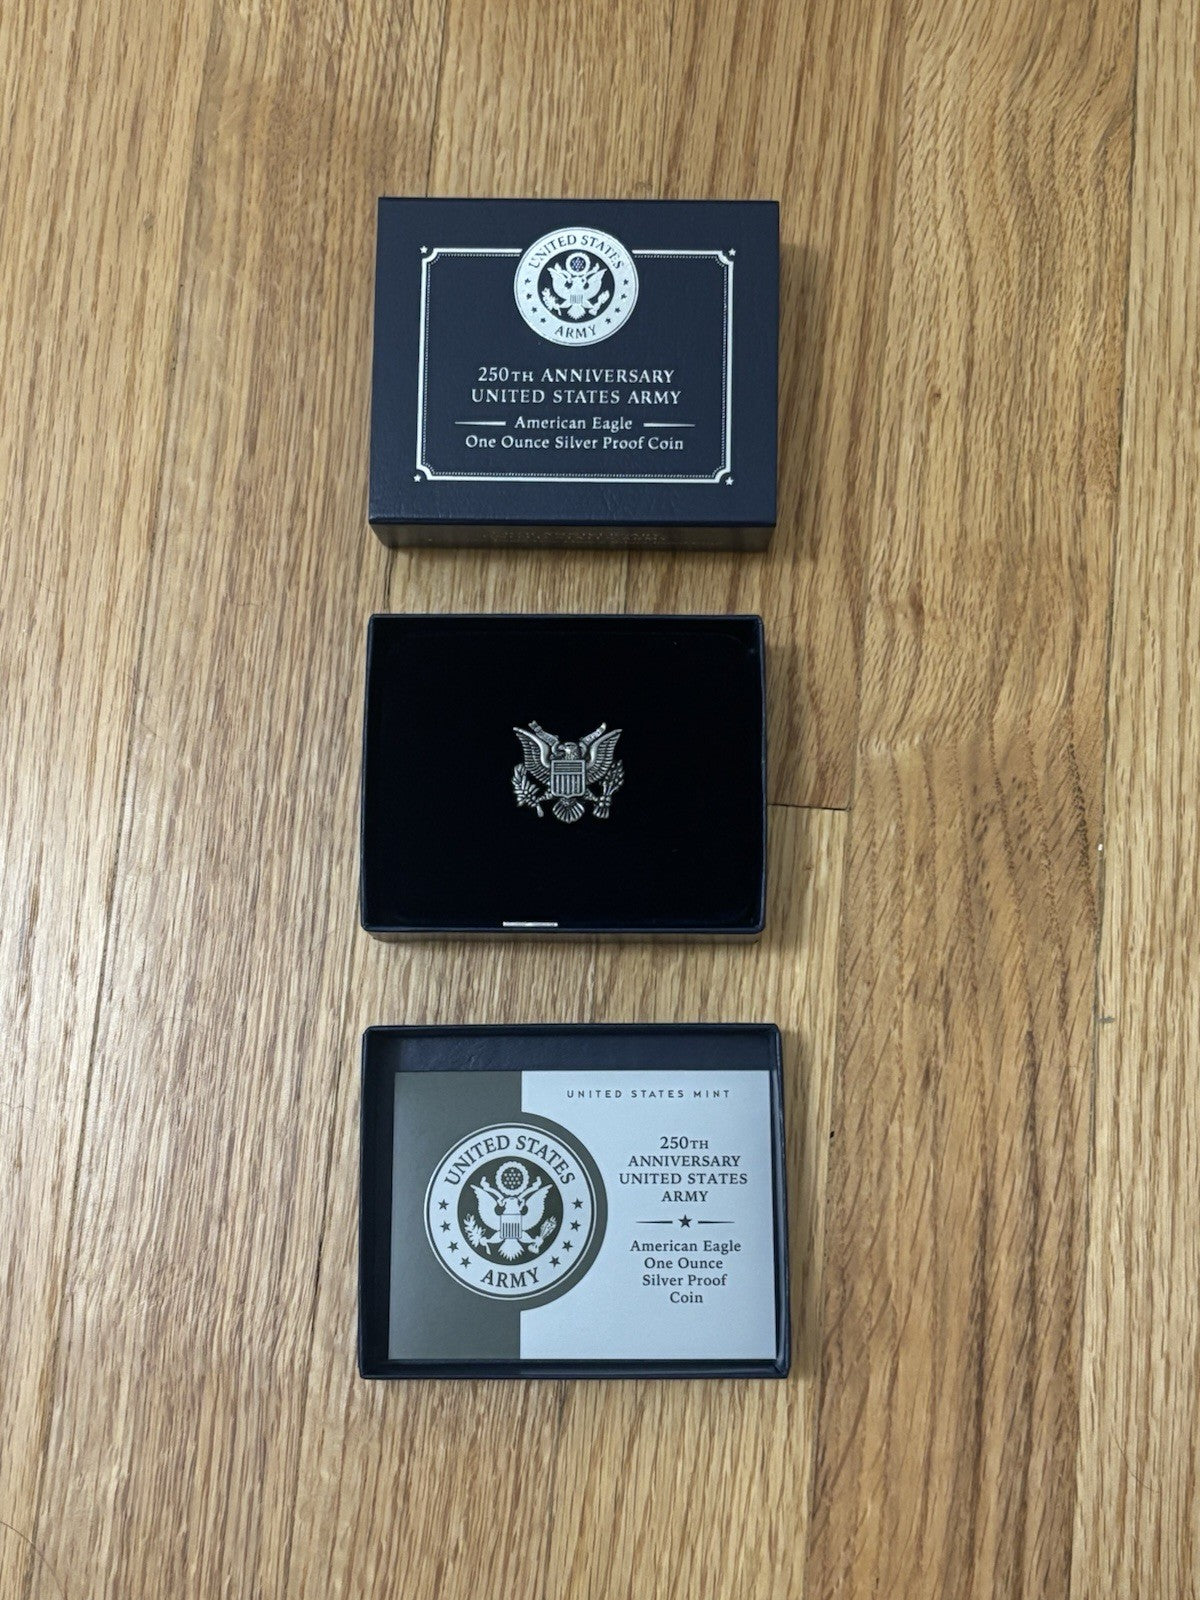 UNITED STATES
ARMY
250TH ANNIVERSARY
UNITED STATES ARMY
American Eagle
One Ounce Silver Proof Coin
UNITED STATES MINT
UNITED STATES
ARMY
250TH
ANNIVERSARY
UNITED STATES
ARMY
American Eagle
One Ounce
Silver Proof
Coin